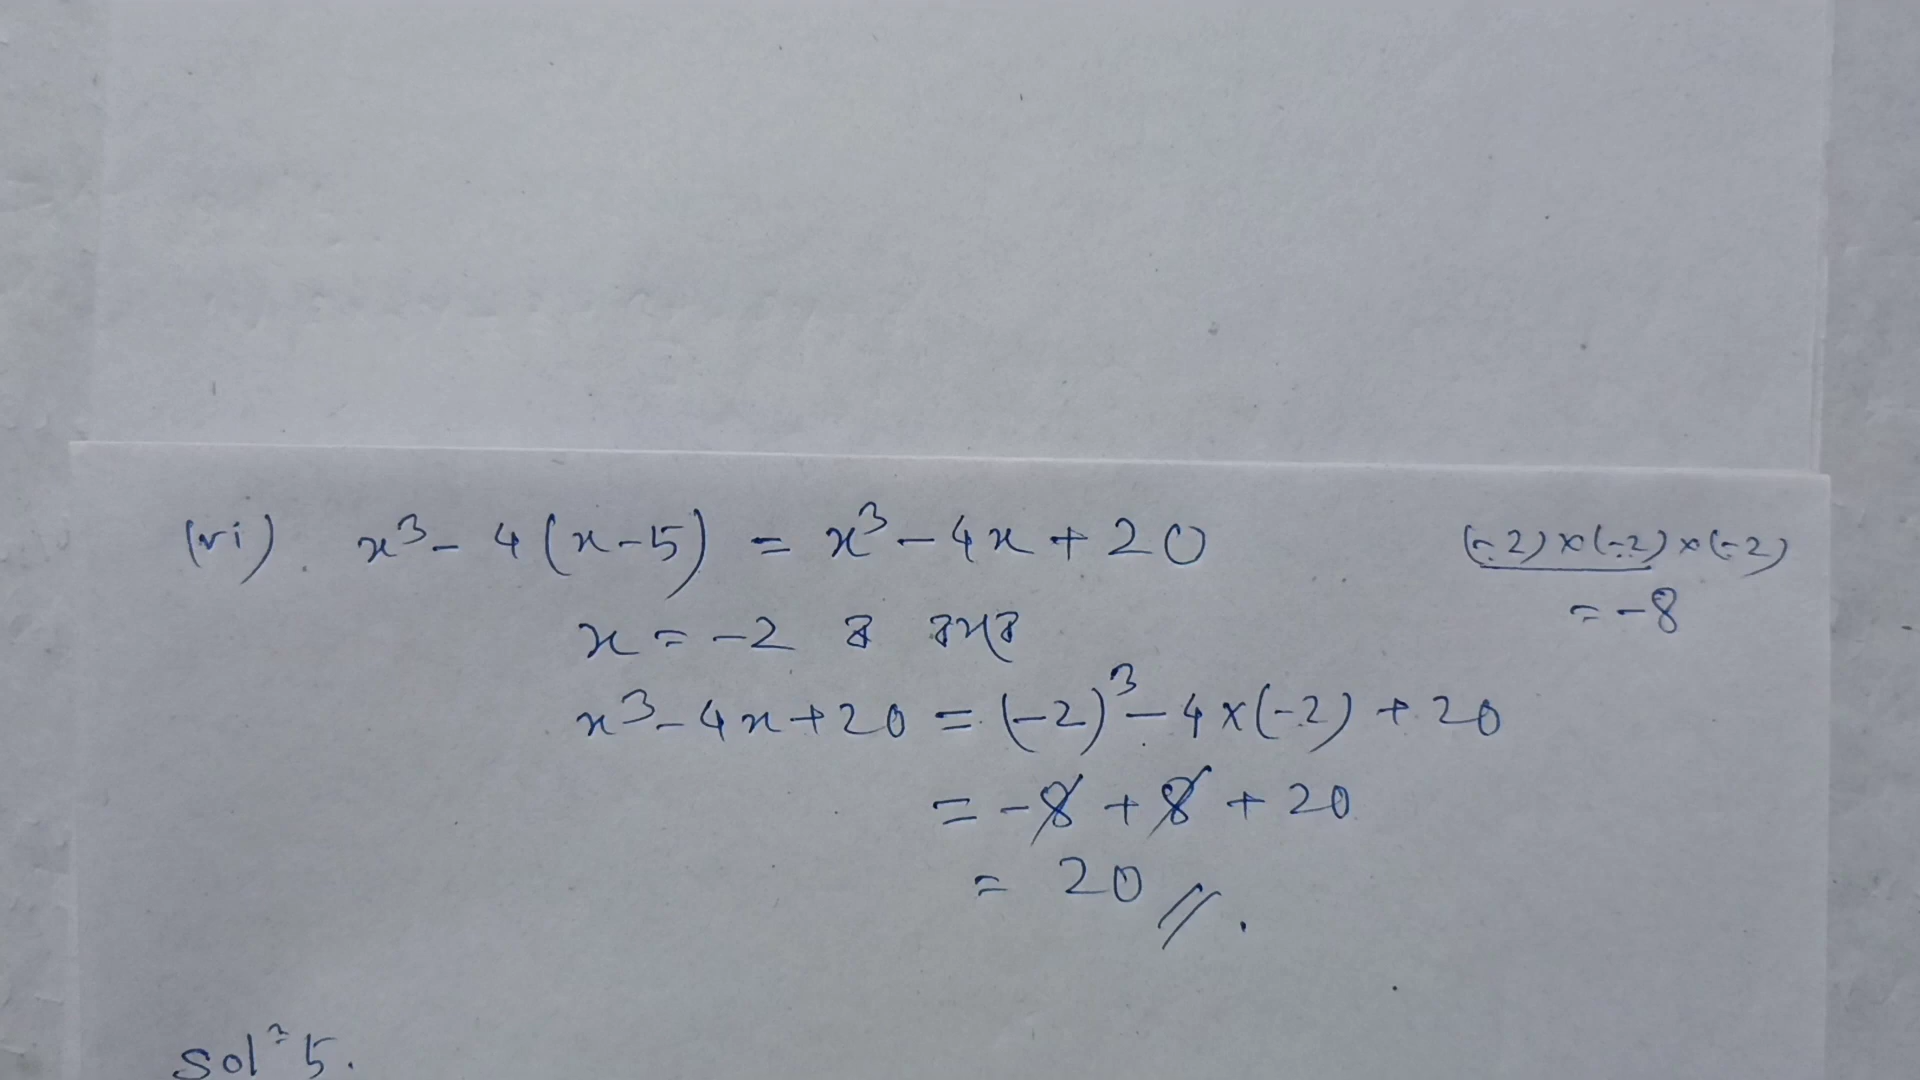 (vi). x³ - 4 (x-5) = x³ - 4x + 20
(-2) x (-2) x (-2)
= -8
x = -2
x³ - 4x + 20 = (-2)³ - 4 x (-2) + 20
= -8 + 8 + 20
= 20 //.
Solⁿ 5.